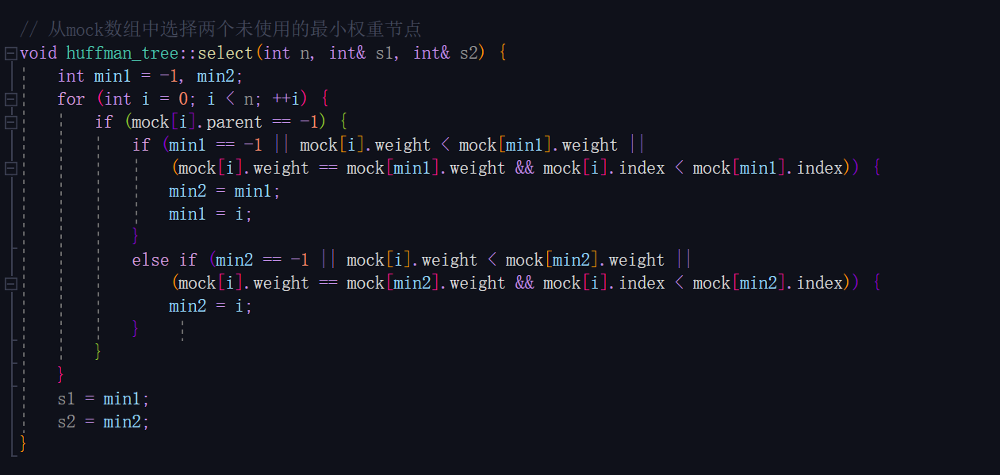 // 从mock数组中选择两个未使用的最小权重节点
void huffman_tree::select(int n, int& s1, int& s2) {
    int min1 = -1, min2;
    for (int i = 0; i < n; ++i) {
        if (mock[i].parent == -1) {
            if (min1 == -1 || mock[i].weight < mock[min1].weight ||
                (mock[i].weight == mock[min1].weight && mock[i].index < mock[min1].index)) {
                min2 = min1;
                min1 = i;
            }
            else if (min2 == -1 || mock[i].weight < mock[min2].weight ||
                (mock[i].weight == mock[min2].weight && mock[i].index < mock[min2].index)) {
                min2 = i;
            }
        }
    }
    s1 = min1;
    s2 = min2;
}